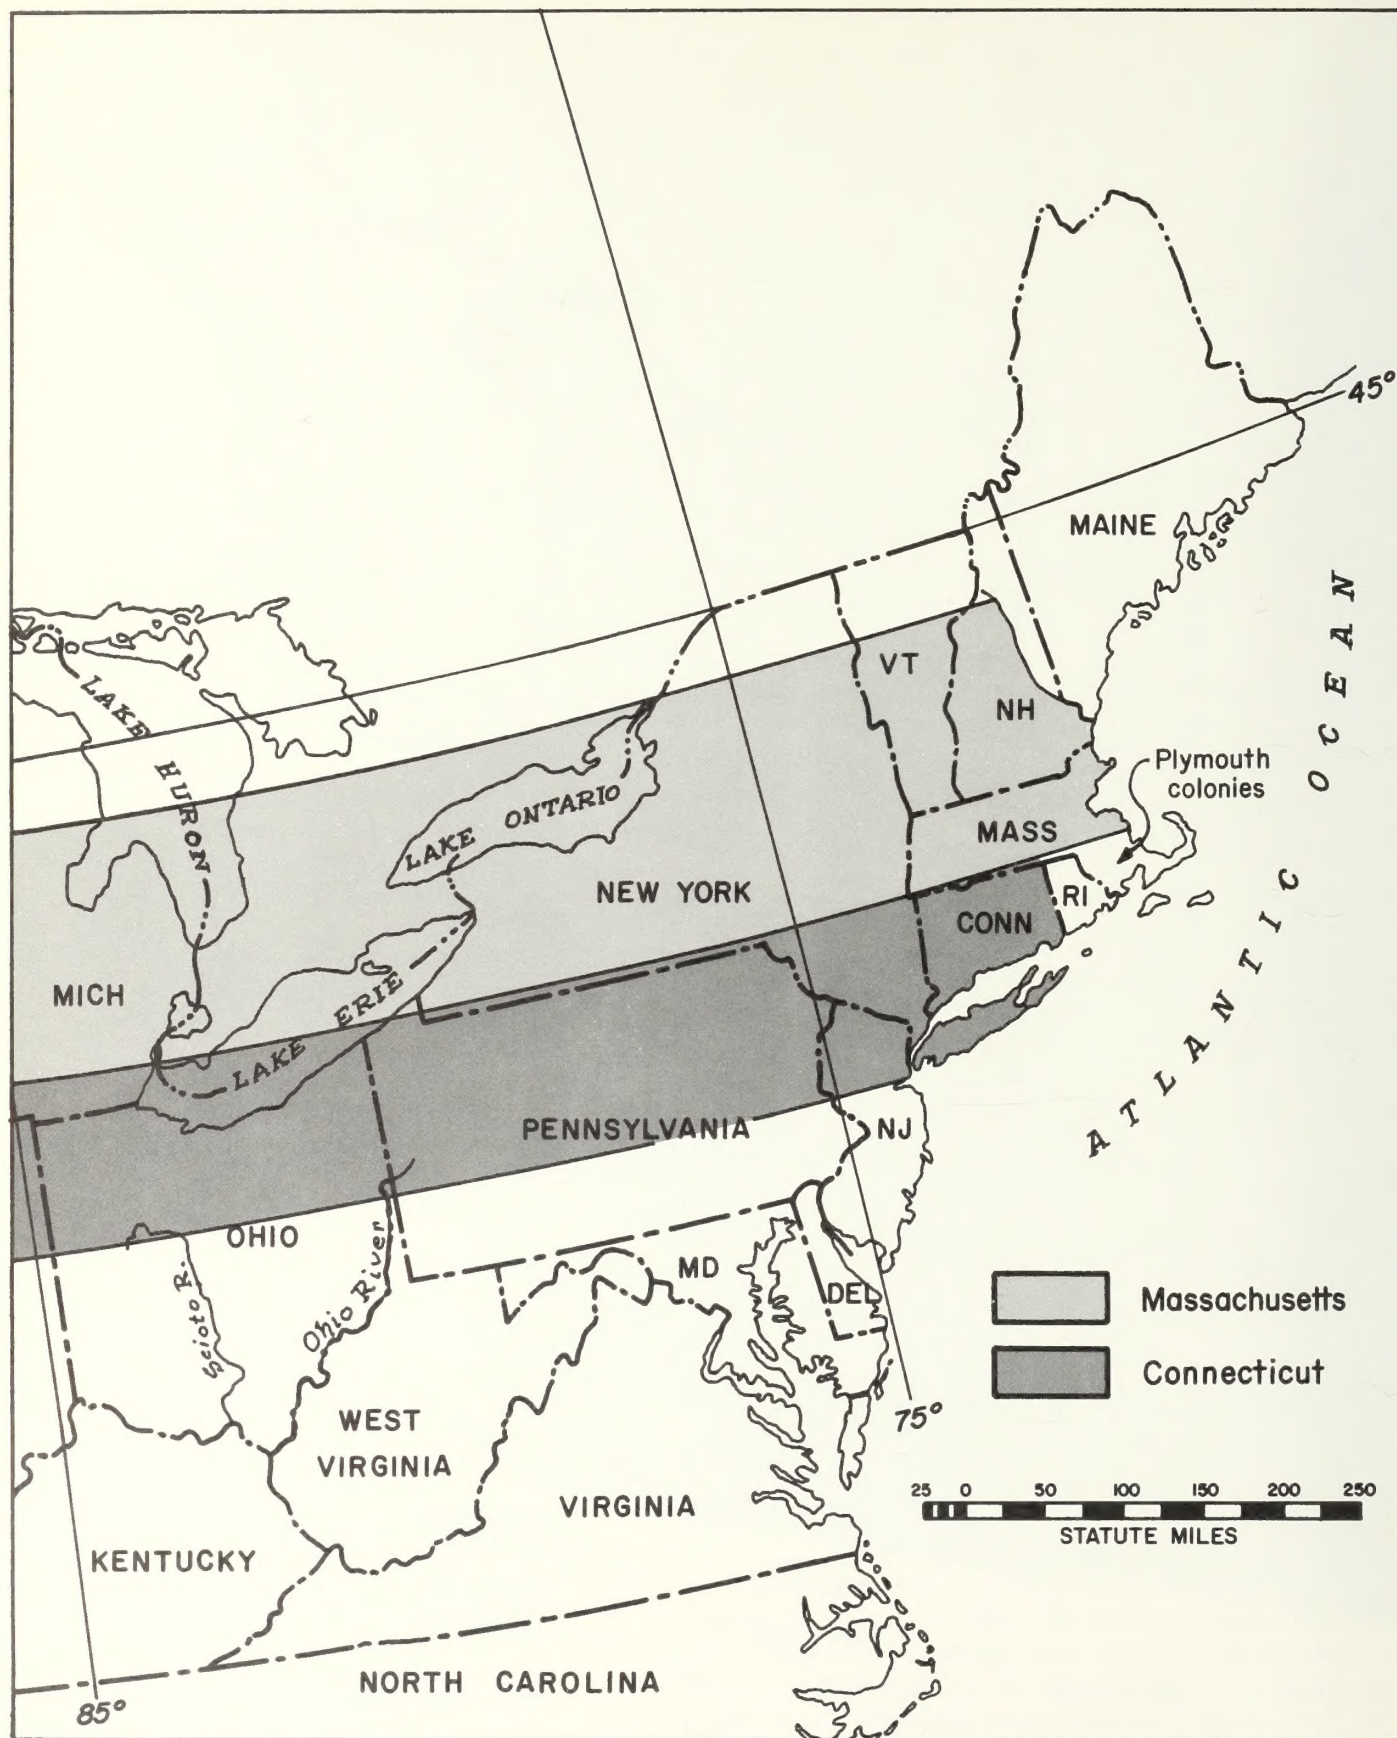 45°
MAINE
ATLANTIC OCEAN
VT
NH
LAKE HURON
Plymouth
colonies
LAKE ONTARIO
MASS
NEW YORK
RI
CONN
MICH
LAKE ERIE
PENNSYLVANIA
NJ
OHIO
Ohio River
Scioto R.
MD
DEL
Massachusetts
Connecticut
75°
WEST
VIRGINIA
VIRGINIA
25 0 50 100 150 200 250
STATUTE MILES
KENTUCKY
NORTH CAROLINA
85°